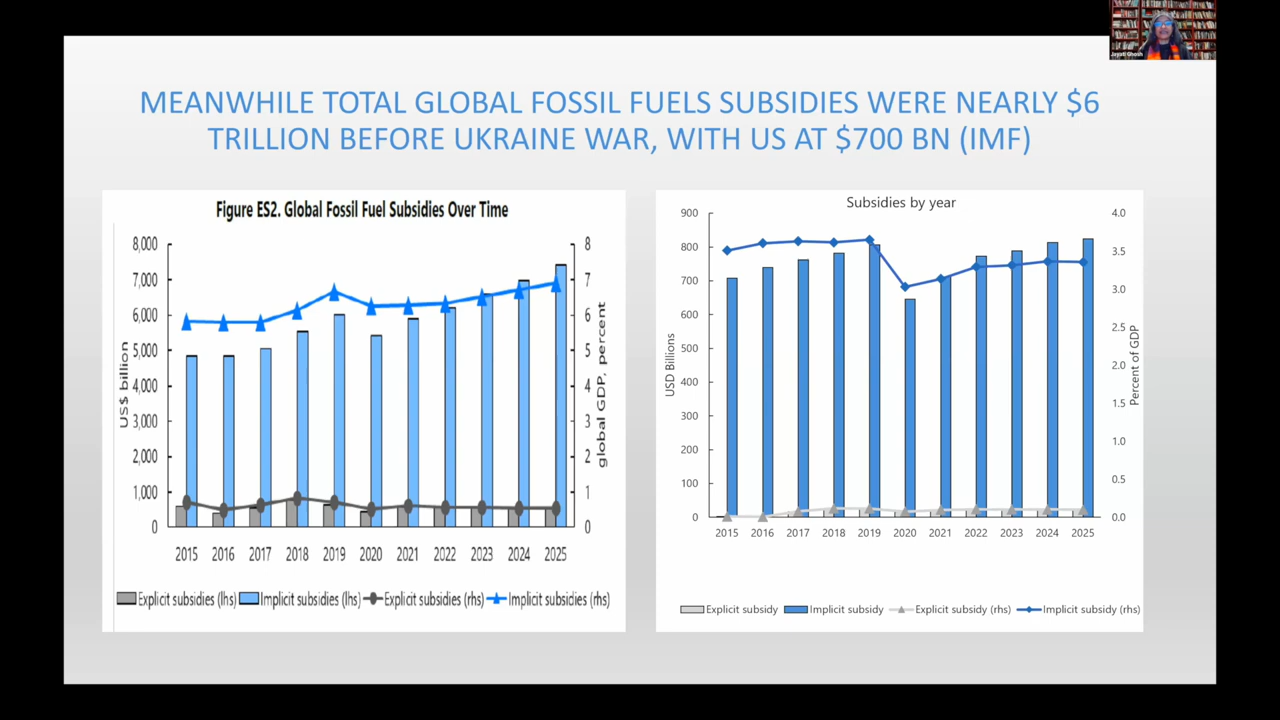 Jayati Ghosh
MEANWHILE TOTAL GLOBAL FOSSIL FUELS SUBSIDIES WERE NEARLY $6
TRILLION BEFORE UKRAINE WAR, WITH US AT $700 BN (IMF)
Figure ES2. Global Fossil Fuel Subsidies Over Time
US$ billion
8,000
7,000
6,000
5,000
4,000
3,000
2,000
1,000
0
8
7
6
5
4
3
2
1
0
global GDP, percent
2015 2016 2017 2018 2019 2020 2021 2022 2023 2024 2025
Explicit subsidies (lhs) Implicit subsidies (lhs) Explicit subsidies (rhs) Implicit subsidies (rhs)
Subsidies by year
USD Billions
900
800
700
600
500
400
300
200
100
0
4.0
3.5
3.0
2.5
2.0
1.5
1.0
0.5
0.0
Percent of GDP
2015 2016 2017 2018 2019 2020 2021 2022 2023 2024 2025
Explicit subsidy Implicit subsidy Explicit subsidy (rhs) Implicit subsidy (rhs)